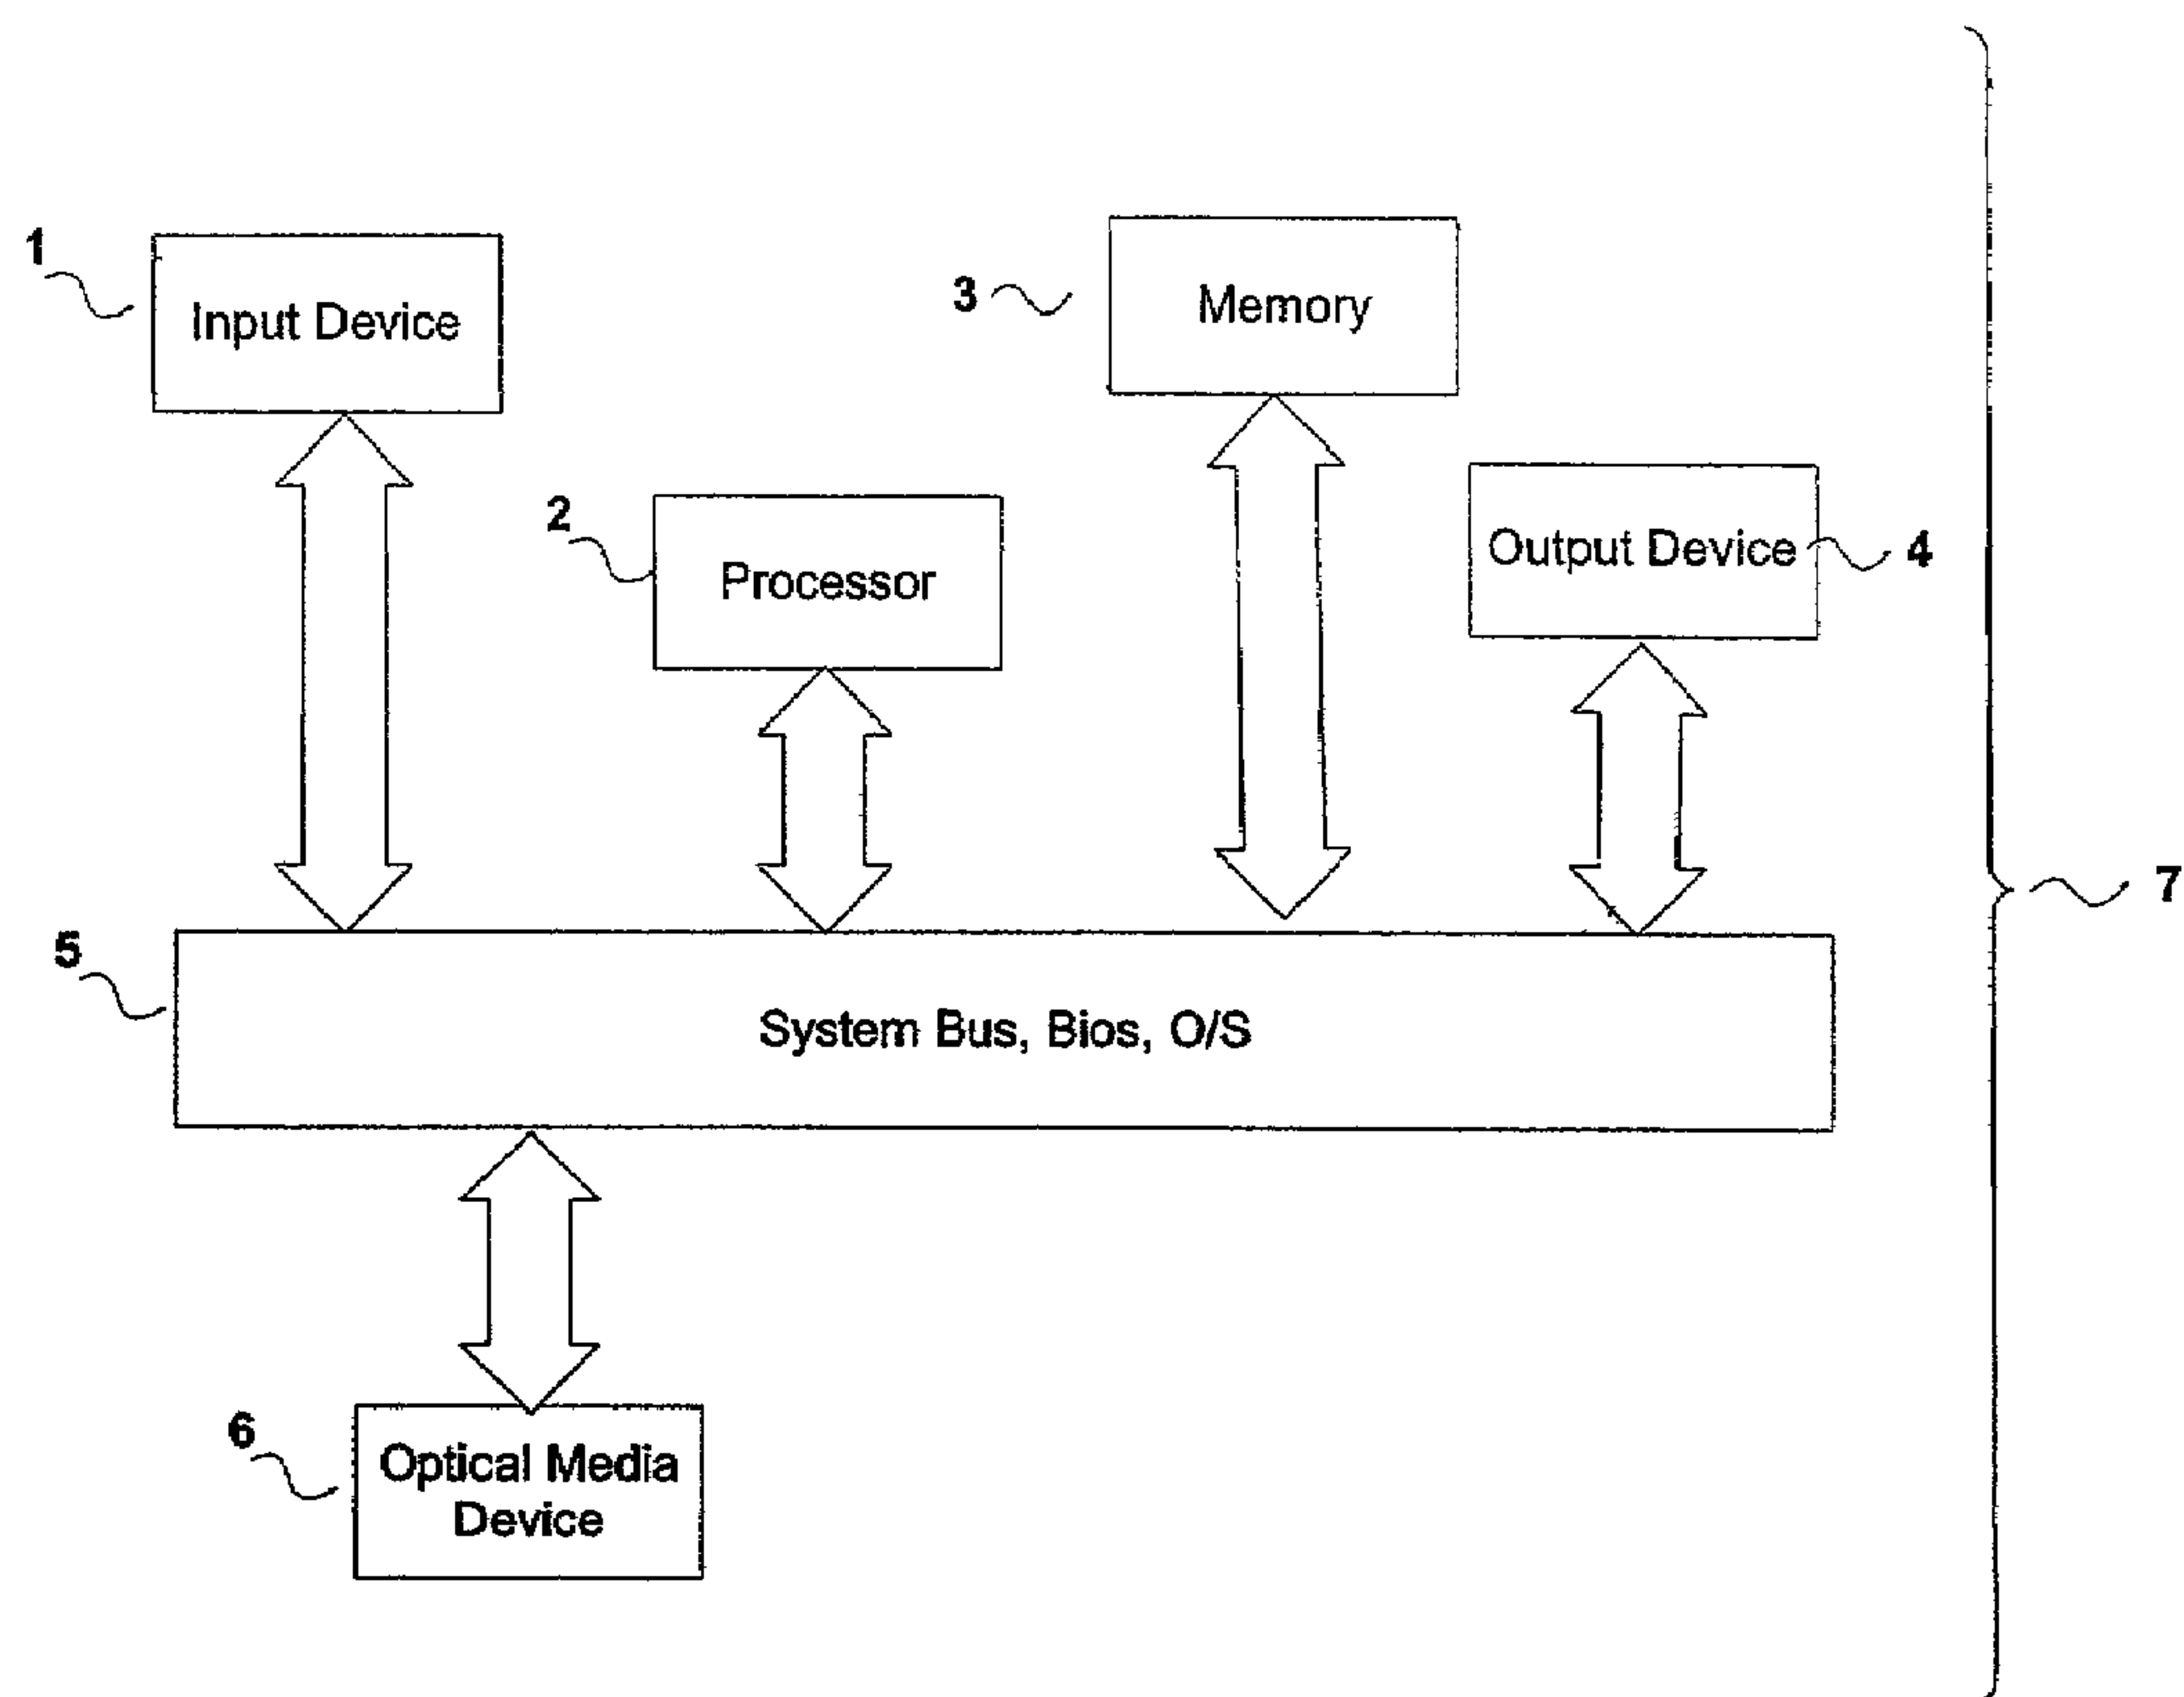 1
Input Device
3
Memory
2
Processor
Output Device
4
7
5
System Bus, Bios, O/S
6
Optical Media
Device